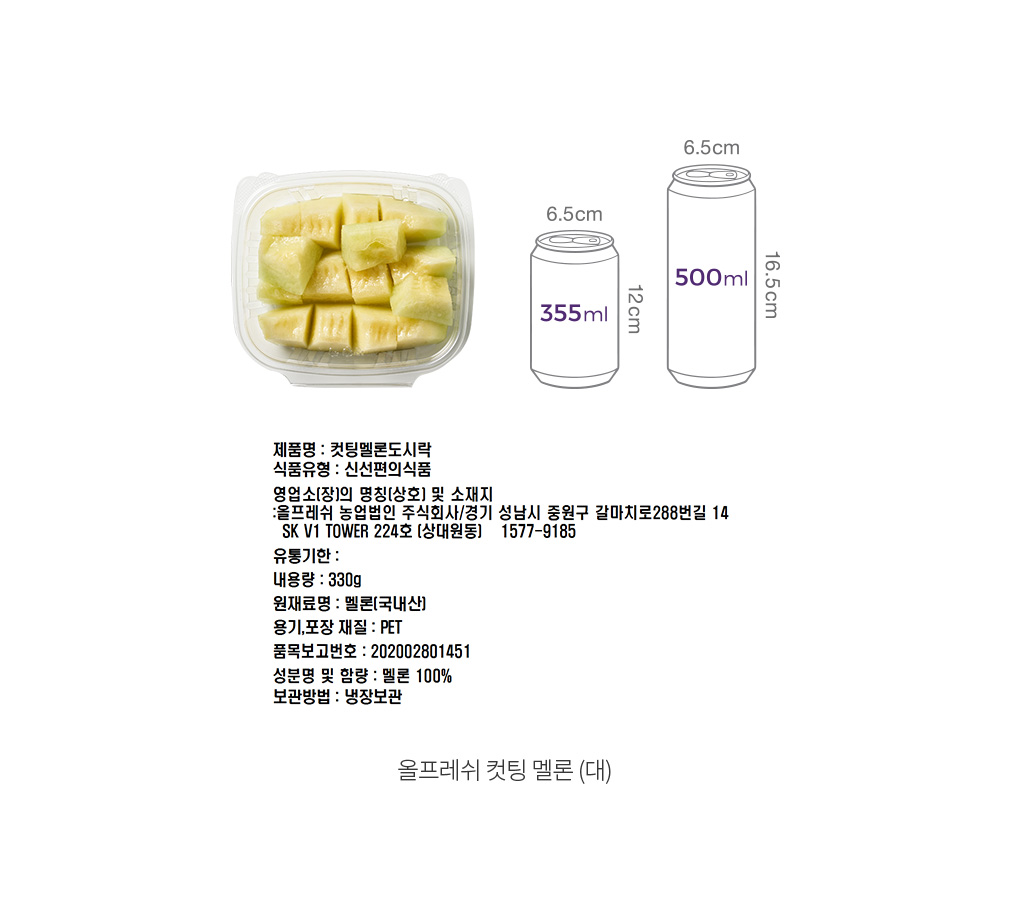 6.5cm
6.5cm
500ml
16.5cm
355ml
12cm
제품명 : 컷팅멜론도시락
식품유형 : 신선편의식품
영업소(장)의 명칭(상호) 및 소재지
:올프레쉬 농업법인 주식회사/경기 성남시 중원구 갈마치로288번길 14
SK V1 TOWER 224호 (상대원동) 1577-9185
유통기한 :
내용량 : 330g
원재료명 : 멜론(국내산)
용기,포장 재질 : PET
품목보고번호 : 202002801451
성분명 및 함량 : 멜론 100%
보관방법 : 냉장보관
올프레쉬 컷팅 멜론 (대)